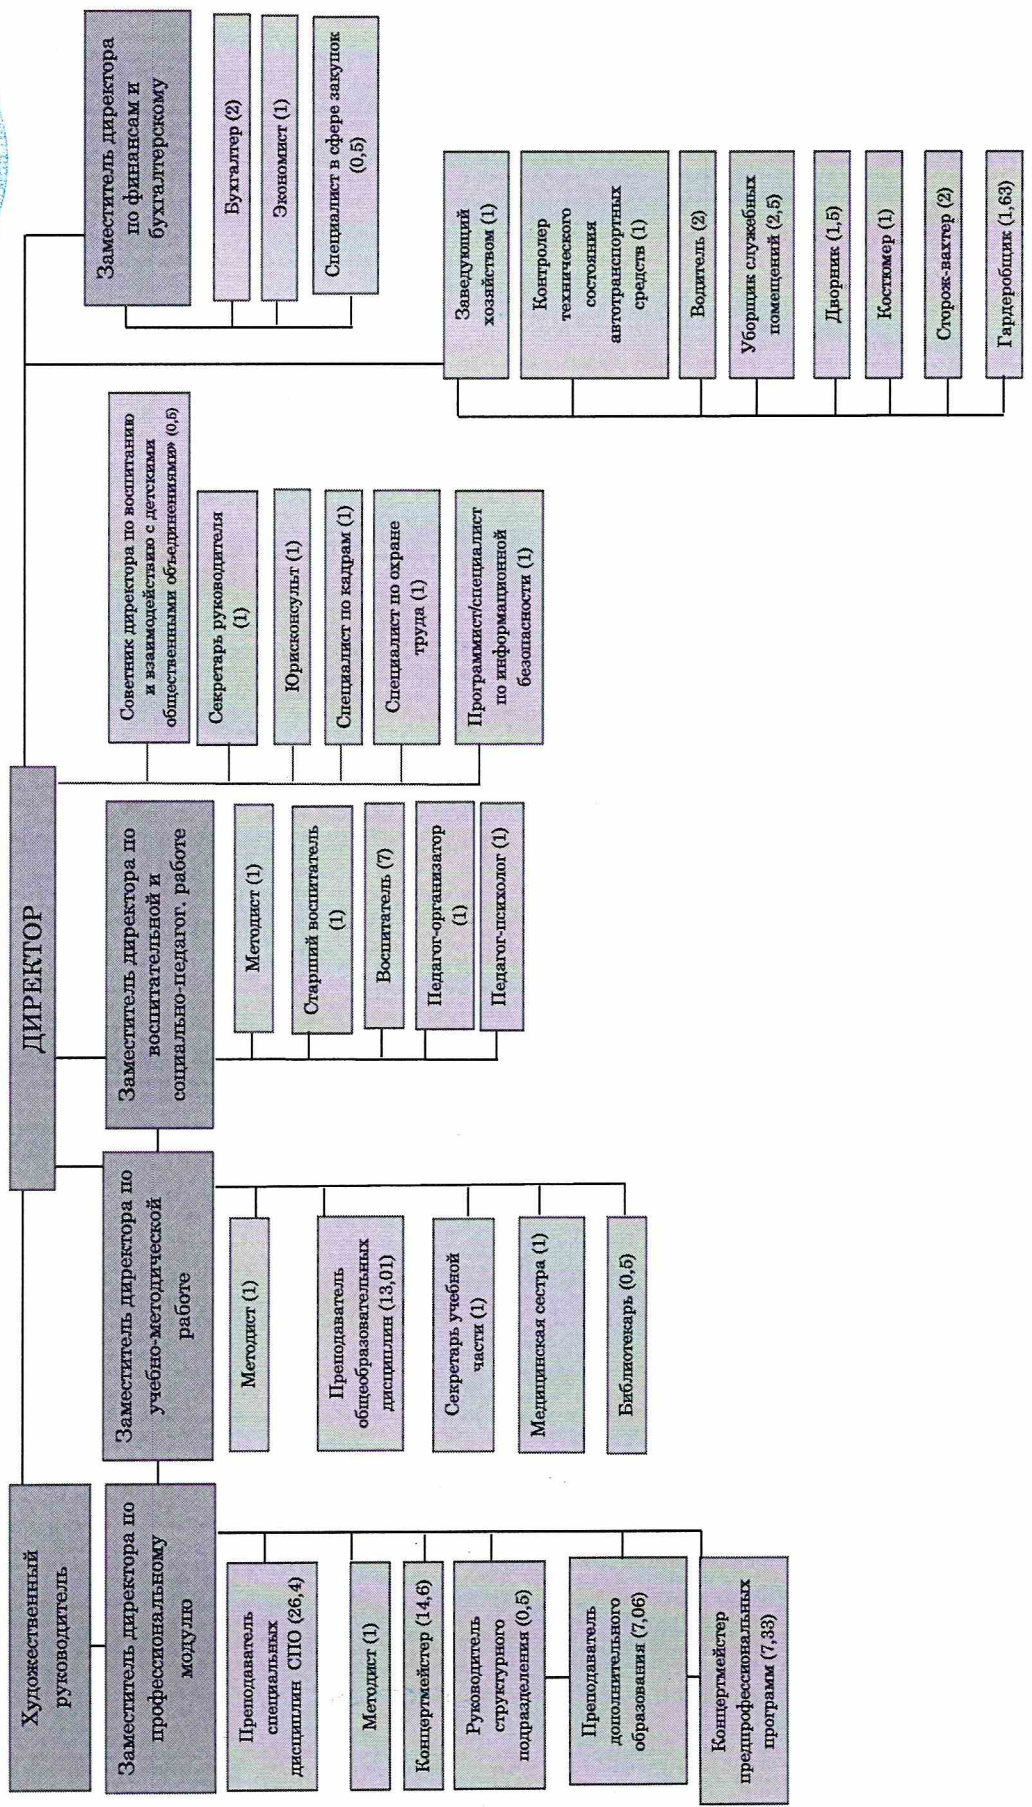 ДИРЕКТОР
Художественный
руководитель
Заместитель директора по
профессиональному
модулю
Преподаватель
специальных
дисциплин СПО (26,4)
Методист (1)
Концертмейстер (14,6)
Руководитель
структурного
подразделения (0,5)
Преподаватель
дополнительного
образования (7,06)
Концертмейстер
предпрофессиональных
программ (7,33)
Заместитель директора по
учебно-методической
работе
Методист (1)
Преподаватель
общеобразовательных
дисциплин (13,01)
Секретарь учебной
части (1)
Медицинская сестра (1)
Библиотекарь (0,5)
Заместитель директора по
воспитательной и
социально-педагог. работе
Методист (1)
Старший воспитатель
(1)
Воспитатель (7)
Педагог-организатор
(1)
Педагог-психолог (1)
Советник директора по воспитанию
и взаимодействию с детскими
общественными объединениями» (0,5)
Секретарь руководителя
(1)
Юрисконсульт (1)
Специалист по кадрам (1)
Специалист по охране
труда (1)
Программист/специалист
по информационной
безопасности (1)
Заместитель директора
по финансам и
бухгалтерскому
Бухгалтер (2)
Экономист (1)
Специалист в сфере закупок
(0,5)
Заведующий
хозяйством (1)
Контролер
технического
состояния
автотранспортных
средств (1)
Водитель (2)
Уборщик служебных
помещений (2,5)
Дворник (1,5)
Костюмер (1)
Сторож-вахтер (2)
Гардеробщик (1,63)